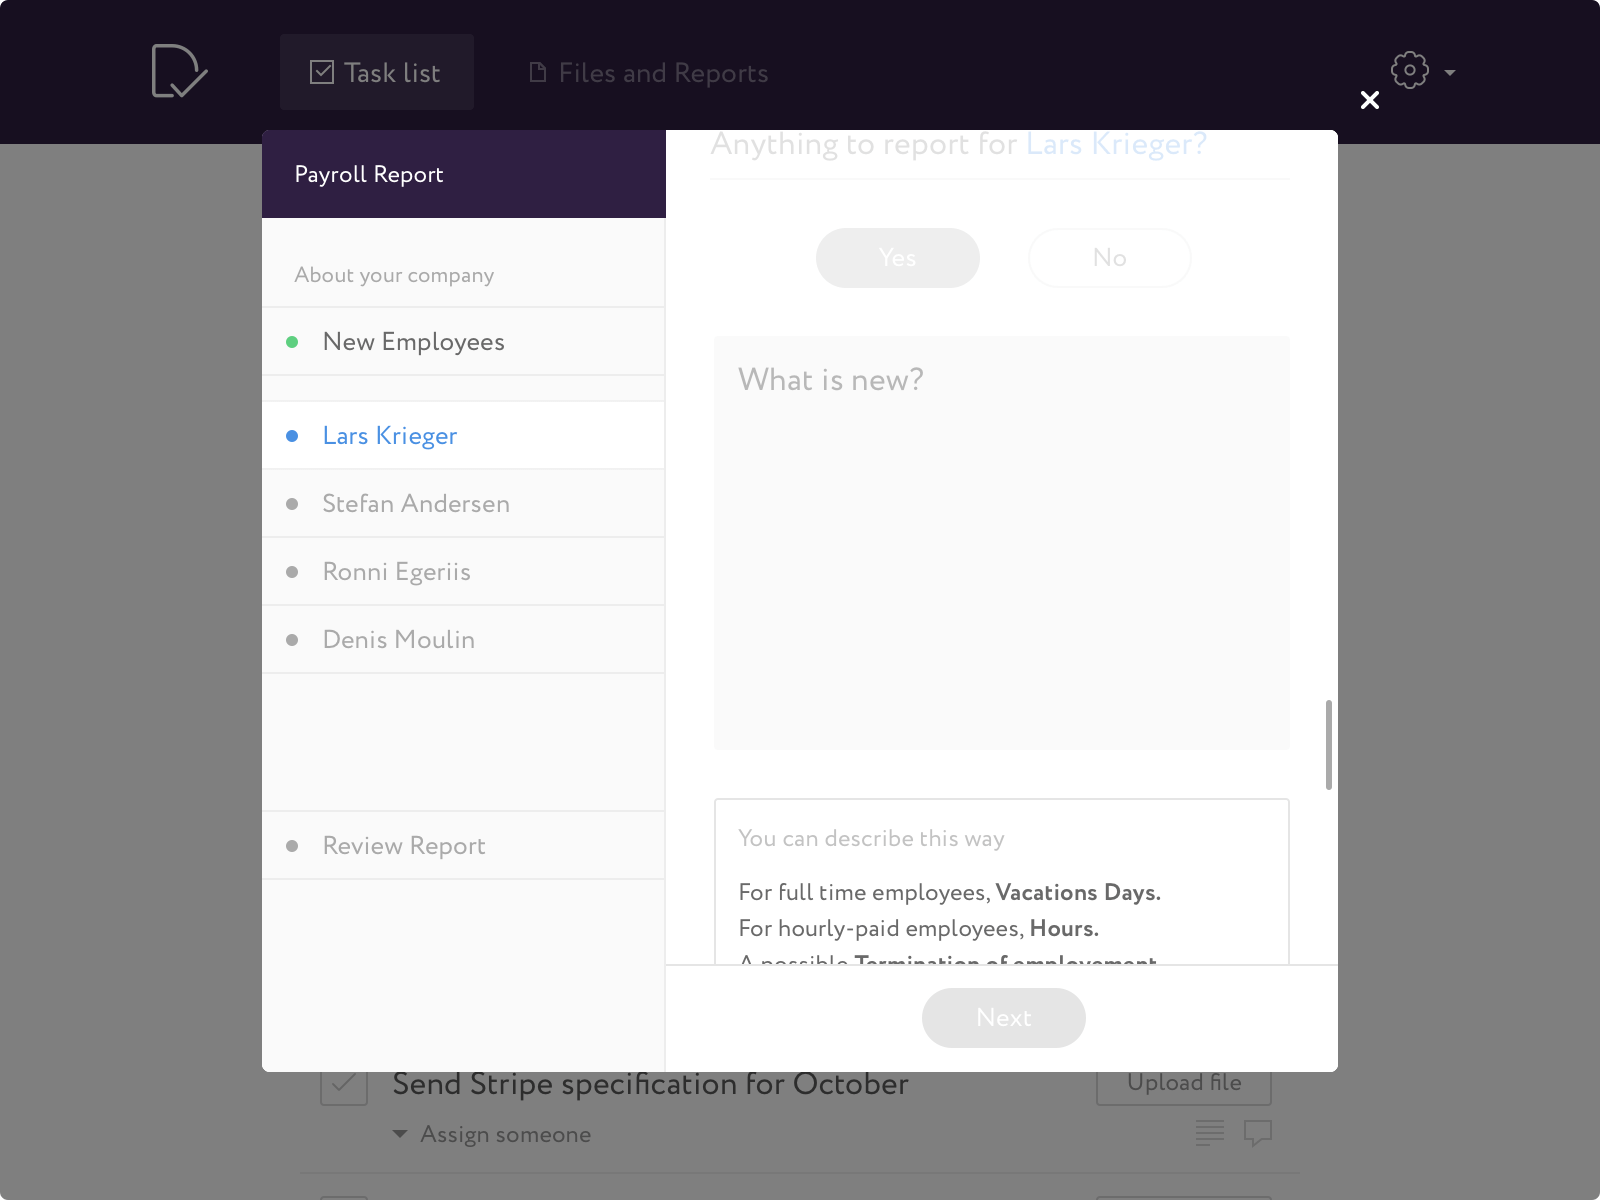 Task list
Files and Reports
Payroll Report
About your company
New Employees
Lars Krieger
Stefan Andersen
Ronni Egeriis
Denis Moulin
Review Report
Anything to report for Lars Krieger?
Yes
No
What is new?
You can describe this way
For full time employees, Vacations Days.
For hourly-paid employees, Hours.
A possible Termination of employement
Next
Send Stripe specification for October
Upload file
Assign someone